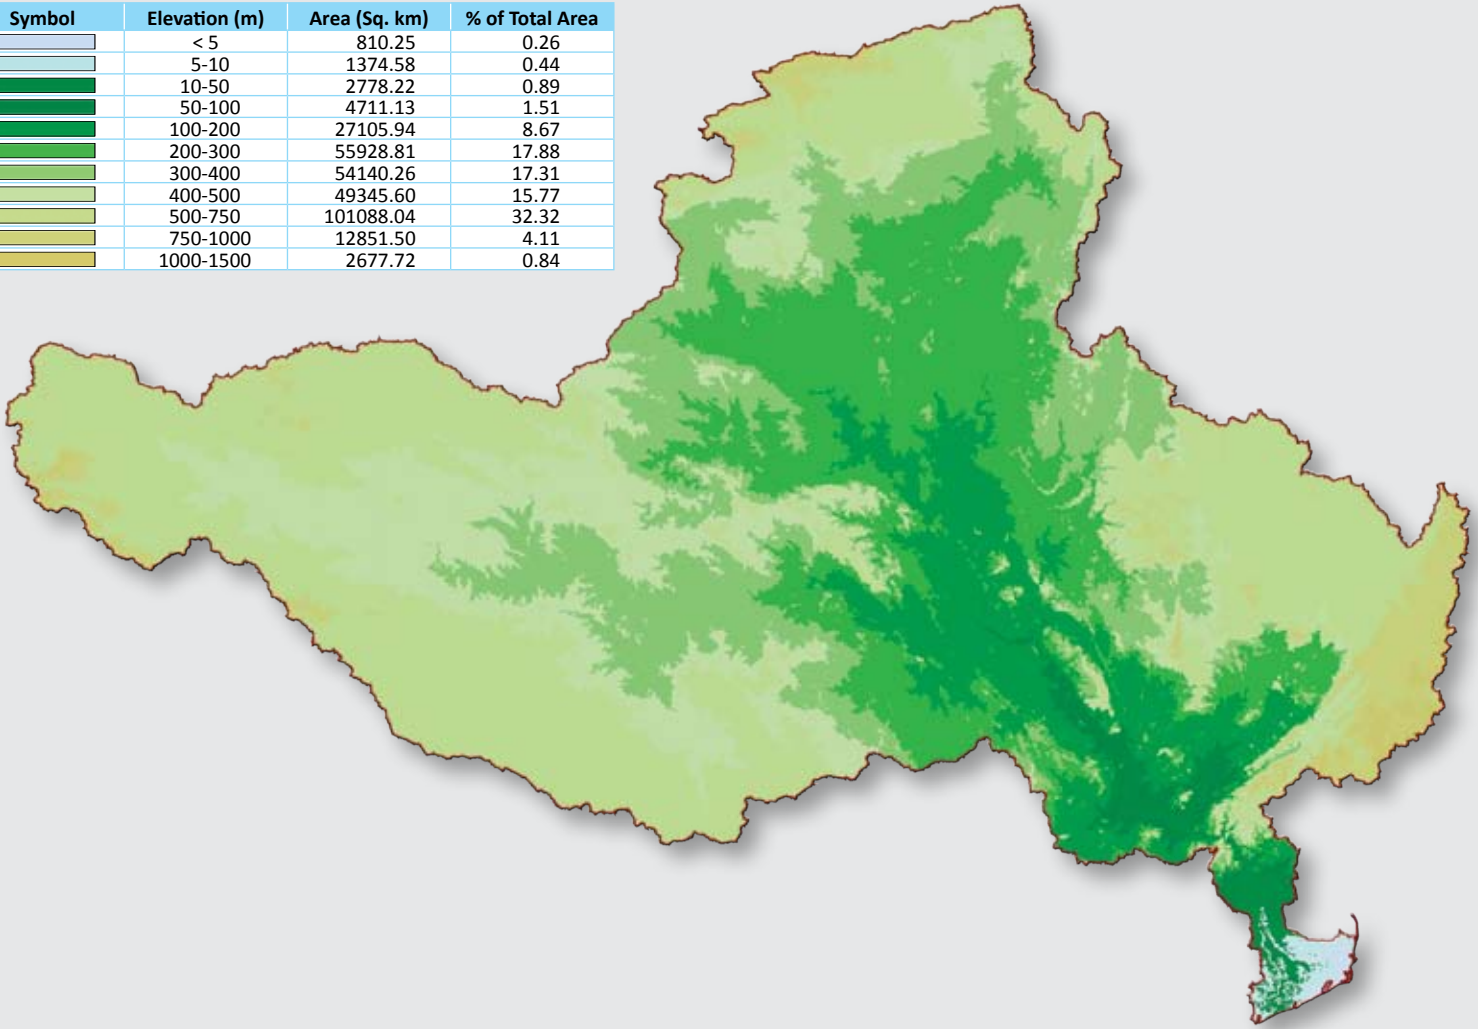 Symbol Elevation (m) Area (Sq. km) % of Total Area
< 5 810.25 0.26
5-10 1374.58 0.44
10-50 2778.22 0.89
50-100 4711.13 1.51
100-200 27105.94 8.67
200-300 55928.81 17.88
300-400 54140.26 17.31
400-500 49345.60 15.77
500-750 101088.04 32.32
750-1000 12851.50 4.11
1000-1500 2677.72 0.84